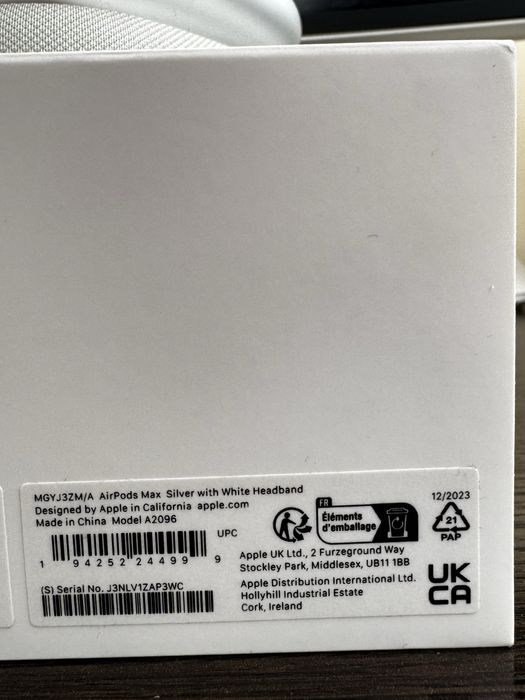 MGYJ3ZM/A AirPods Max Silver with White Headband
Designed by Apple in California apple.com
Made in China Model A2096
UPC
1 94252 24499 9
(S) Serial No. J3NLV1ZAP3WC
FR
Éléments
d'emballage
12/2023
21
PAP
Apple UK Ltd., 2 Furzeground Way
Stockley Park, Middlesex, UB11 1BB
Apple Distribution International Ltd.
Hollyhill Industrial Estate
Cork, Ireland
UK
CA